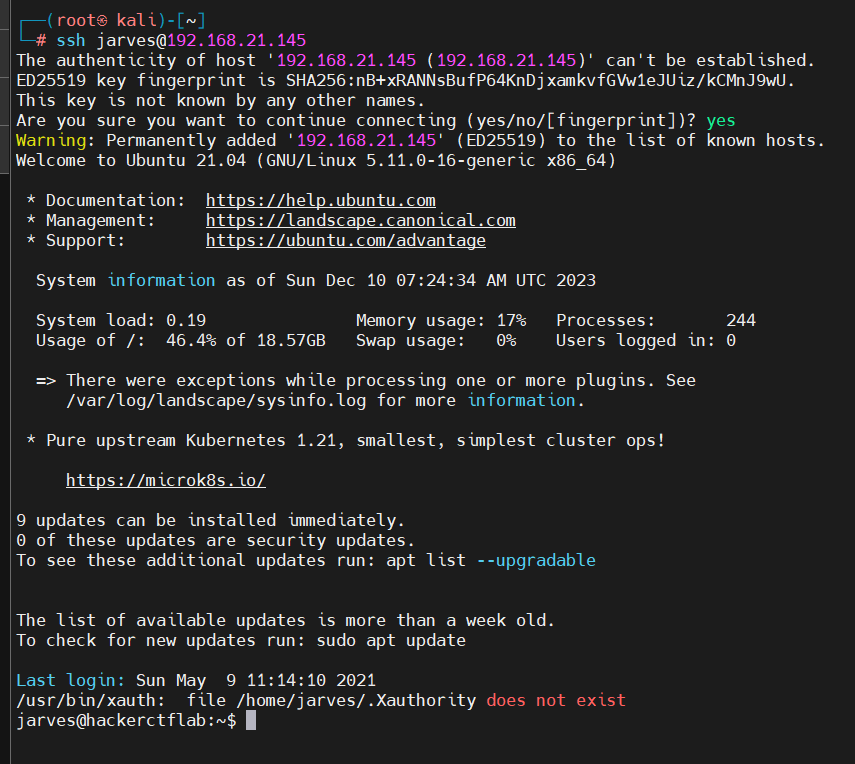 ┌──(root㉿ kali)-[~]
└─# ssh jarves@192.168.21.145
The authenticity of host '192.168.21.145 (192.168.21.145)' can't be established.
ED25519 key fingerprint is SHA256:nB+xRANNsBufP64KnDjxamkvfGVw1eJUiz/kCMnJ9wU.
This key is not known by any other names.
Are you sure you want to continue connecting (yes/no/[fingerprint])? yes
Warning: Permanently added '192.168.21.145' (ED25519) to the list of known hosts.
Welcome to Ubuntu 21.04 (GNU/Linux 5.11.0-16-generic x86_64)

 * Documentation:  https://help.ubuntu.com
 * Management:     https://landscape.canonical.com
 * Support:        https://ubuntu.com/advantage

  System information as of Sun Dec 10 07:24:34 AM UTC 2023

  System load: 0.19               Memory usage: 17%   Processes:       244
  Usage of /:  46.4% of 18.57GB   Swap usage:   0%    Users logged in: 0

  => There were exceptions while processing one or more plugins. See
     /var/log/landscape/sysinfo.log for more information.

 * Pure upstream Kubernetes 1.21, smallest, simplest cluster ops!

     https://microk8s.io/

9 updates can be installed immediately.
0 of these updates are security updates.
To see these additional updates run: apt list --upgradable

The list of available updates is more than a week old.
To check for new updates run: sudo apt update

Last login: Sun May  9 11:14:10 2021
/usr/bin/xauth:  file /home/jarves/.Xauthority does not exist
jarves@hackerctflab:~$